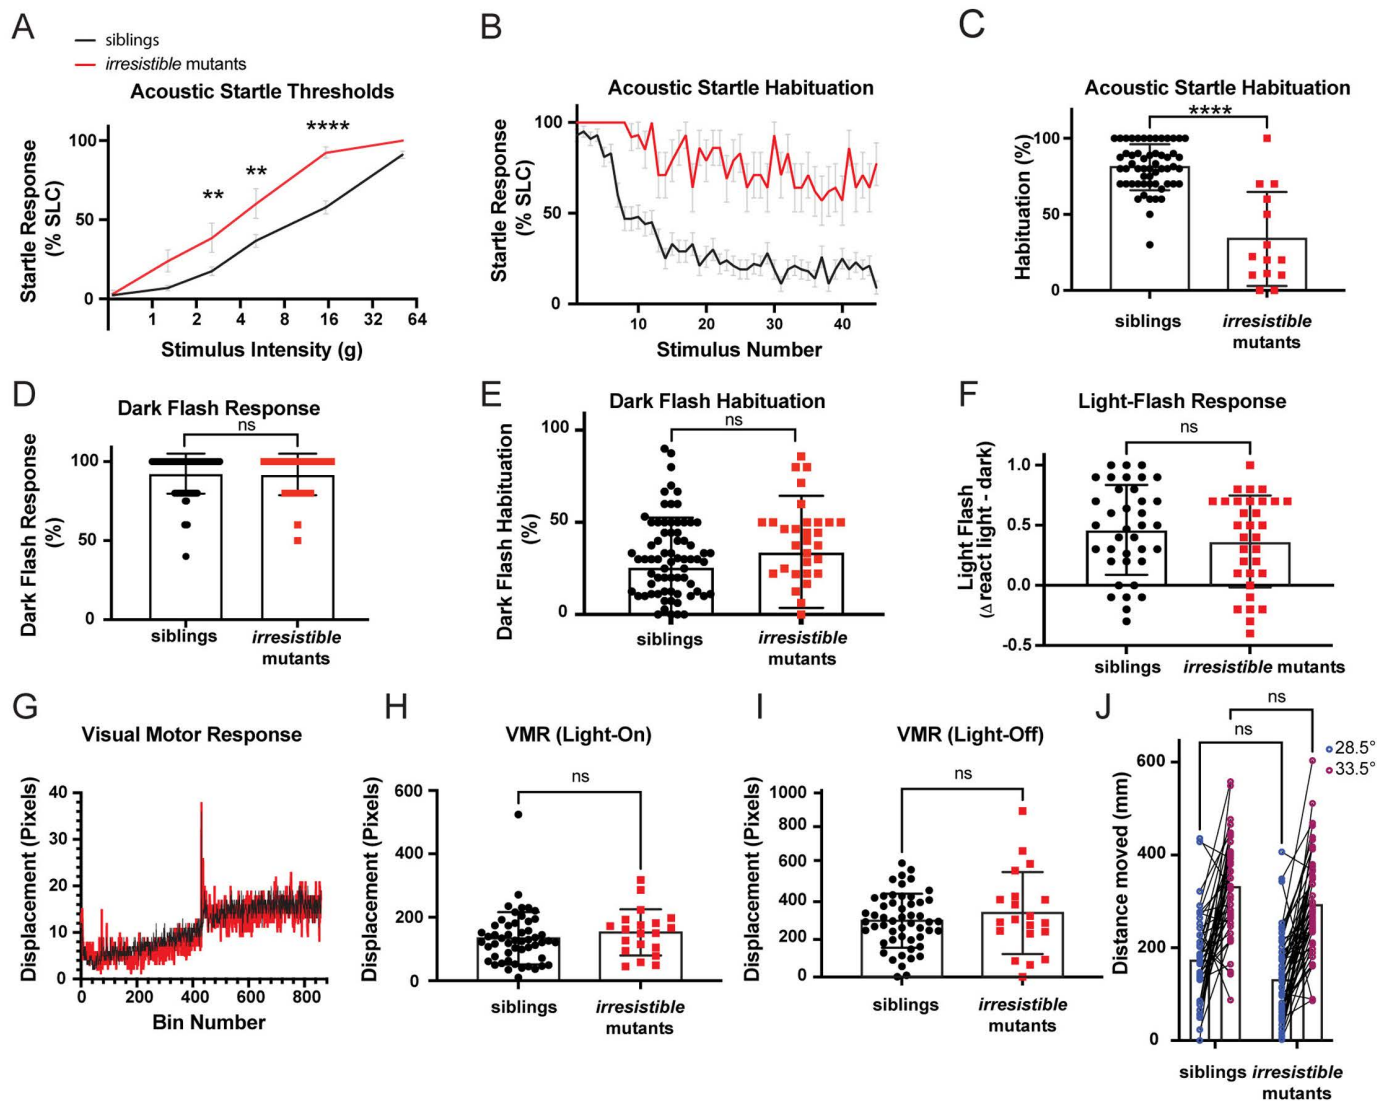 A
siblings
irresistible mutants
Acoustic Startle Thresholds
Startle Response
(% SLC)
100
50
0
**
**
****
1 2 4 8 16 32 64
Stimulus Intensity (g)
B
Acoustic Startle Habituation
Startle Response
(% SLC)
100
50
0
10 20 30 40
Stimulus Number
C
Acoustic Startle Habituation
****
Habituation (%)
100
50
0
siblings
irresistible
mutants
D
Dark Flash Response
ns
Dark Flash Response
(%)
100
50
0
siblings
irresistible
mutants
E
Dark Flash Habituation
ns
Dark Flash Habituation
(%)
100
50
0
siblings
irresistible
mutants
F
Light-Flash Response
ns
Light Flash
(Δ react light - dark)
1.0
0.5
0.0
-0.5
siblings
irresistible mutants
G
Visual Motor Response
Displacement (Pixels)
40
30
20
10
0
0 200 400 600 800
Bin Number
H
VMR (Light-On)
ns
Displacement (Pixels)
600
400
200
0
siblings
irresistible
mutants
I
VMR (Light-Off)
ns
Displacement (Pixels)
1000
800
600
400
200
0
siblings
irresistible
mutants
J
ns
ns
28.5°
33.5°
Distance moved (mm)
600
400
200
0
siblings
irresistible
mutants